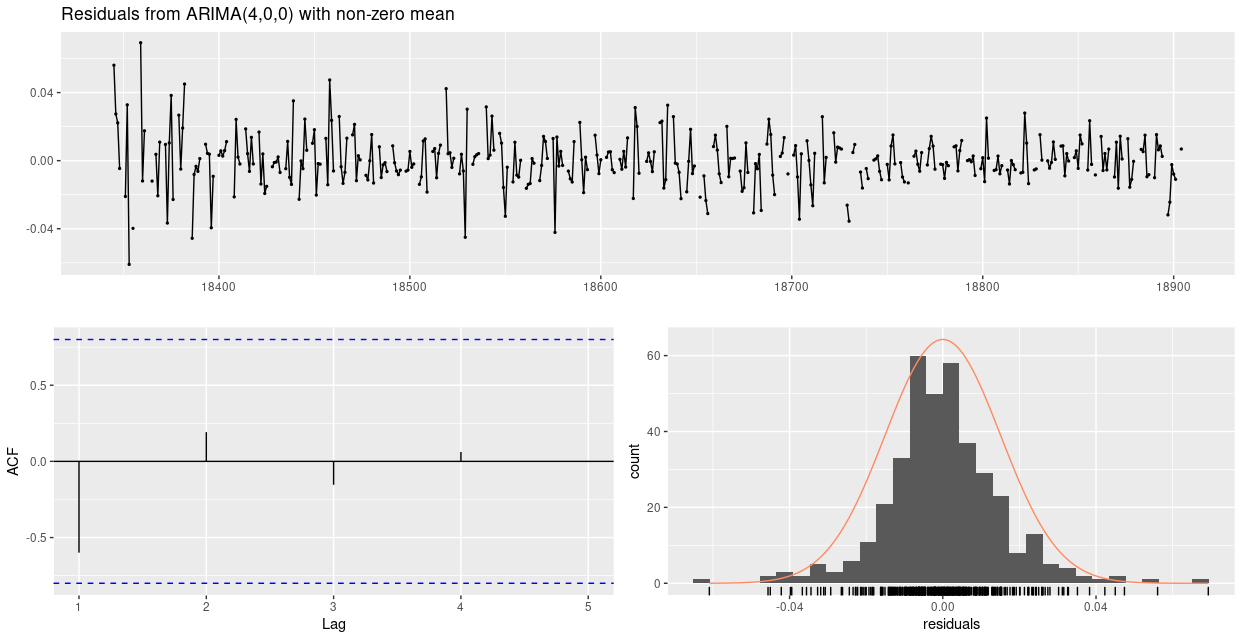 Residuals from ARIMA(4,0,0) with non-zero mean
0.04
0.00
-0.04
18400 18500 18600 18700 18800 18900
ACF
0.5
0.0
-0.5
1 2 3 4 5
Lag
count
60
40
20
0
-0.04 0.00 0.04
residuals